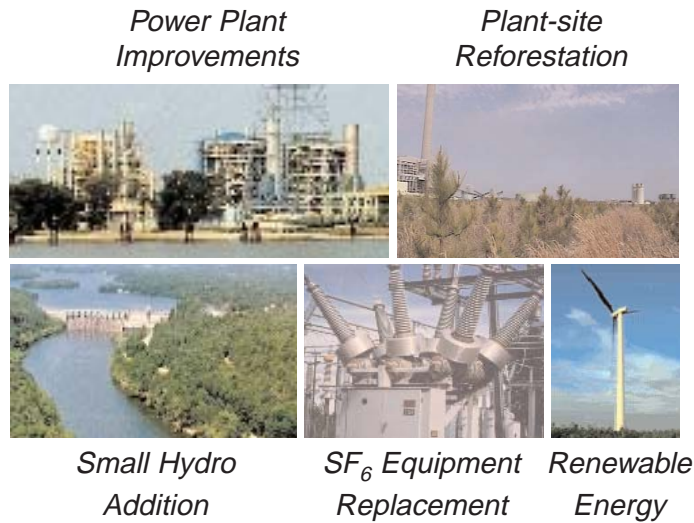 Power Plant
Improvements
Plant-site
Reforestation
Small Hydro
Addition
SF₆ Equipment
Replacement
Renewable
Energy